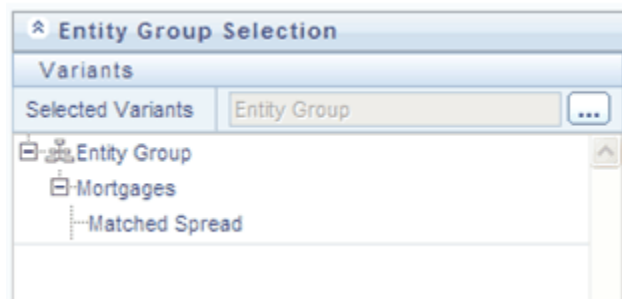 Entity Group Selection
Variants
Selected Variants Entity Group ...
Entity Group
Mortgages
Matched Spread